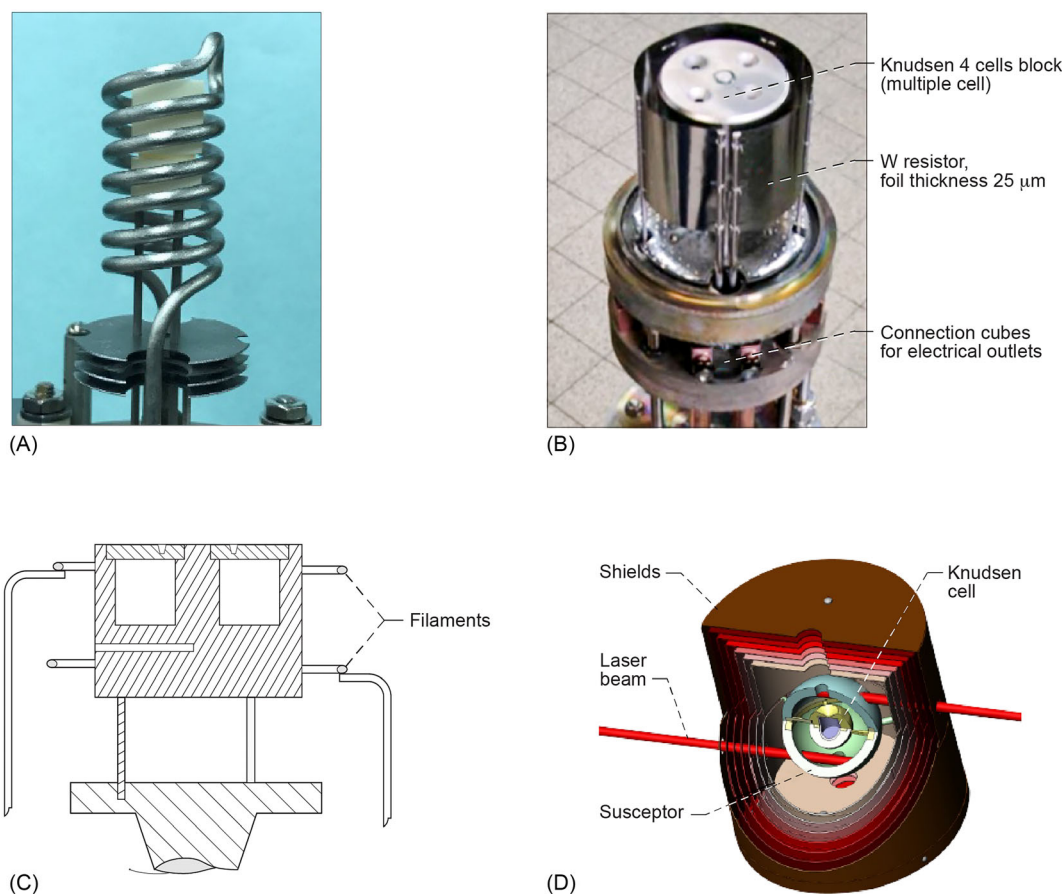 Knudsen 4 cells block
(multiple cell)
W resistor,
foil thickness 25 μm
Connection cubes
for electrical outlets
(A)
(B)
Filaments
(C)
Shields
Knudsen
cell
Laser
beam
Susceptor
(D)